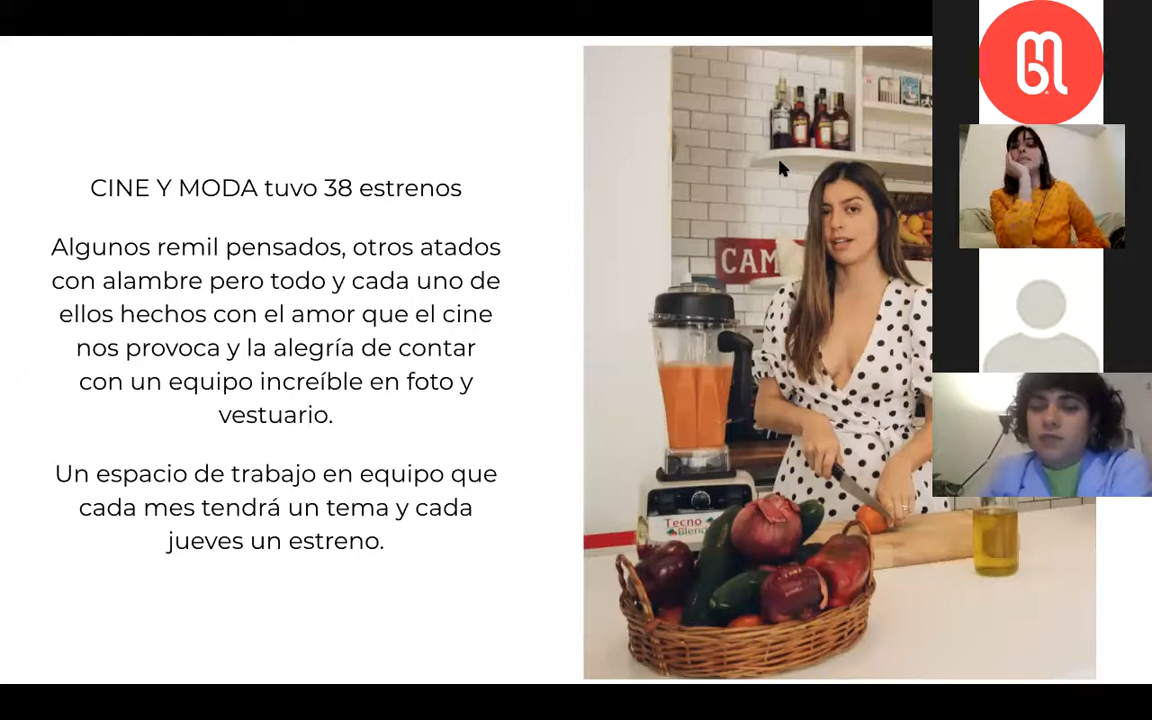 CINE Y MODA tuvo 38 estrenos
Algunos remil pensados, otros atados
con alambre pero todo y cada uno de
ellos hechos con el amor que el cine
nos provoca y la alegría de contar
con un equipo increíble en foto y
vestuario.
Un espacio de trabajo en equipo que
cada mes tendrá un tema y cada
jueves un estreno.
CAM
Tecno
Blend